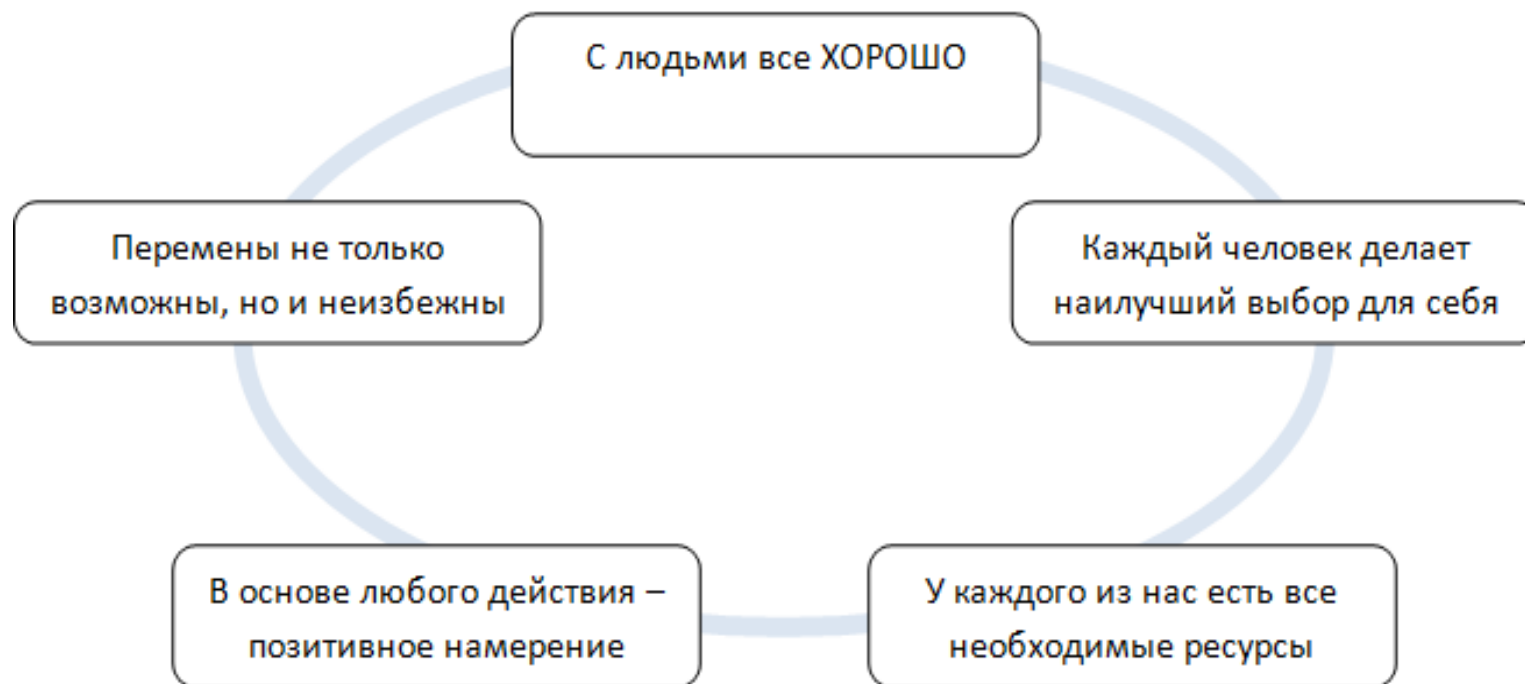 С людьми все ХОРОШО
Перемены не только
возможны, но и неизбежны
Каждый человек делает
наилучший выбор для себя
В основе любого действия –
позитивное намерение
У каждого из нас есть все
необходимые ресурсы